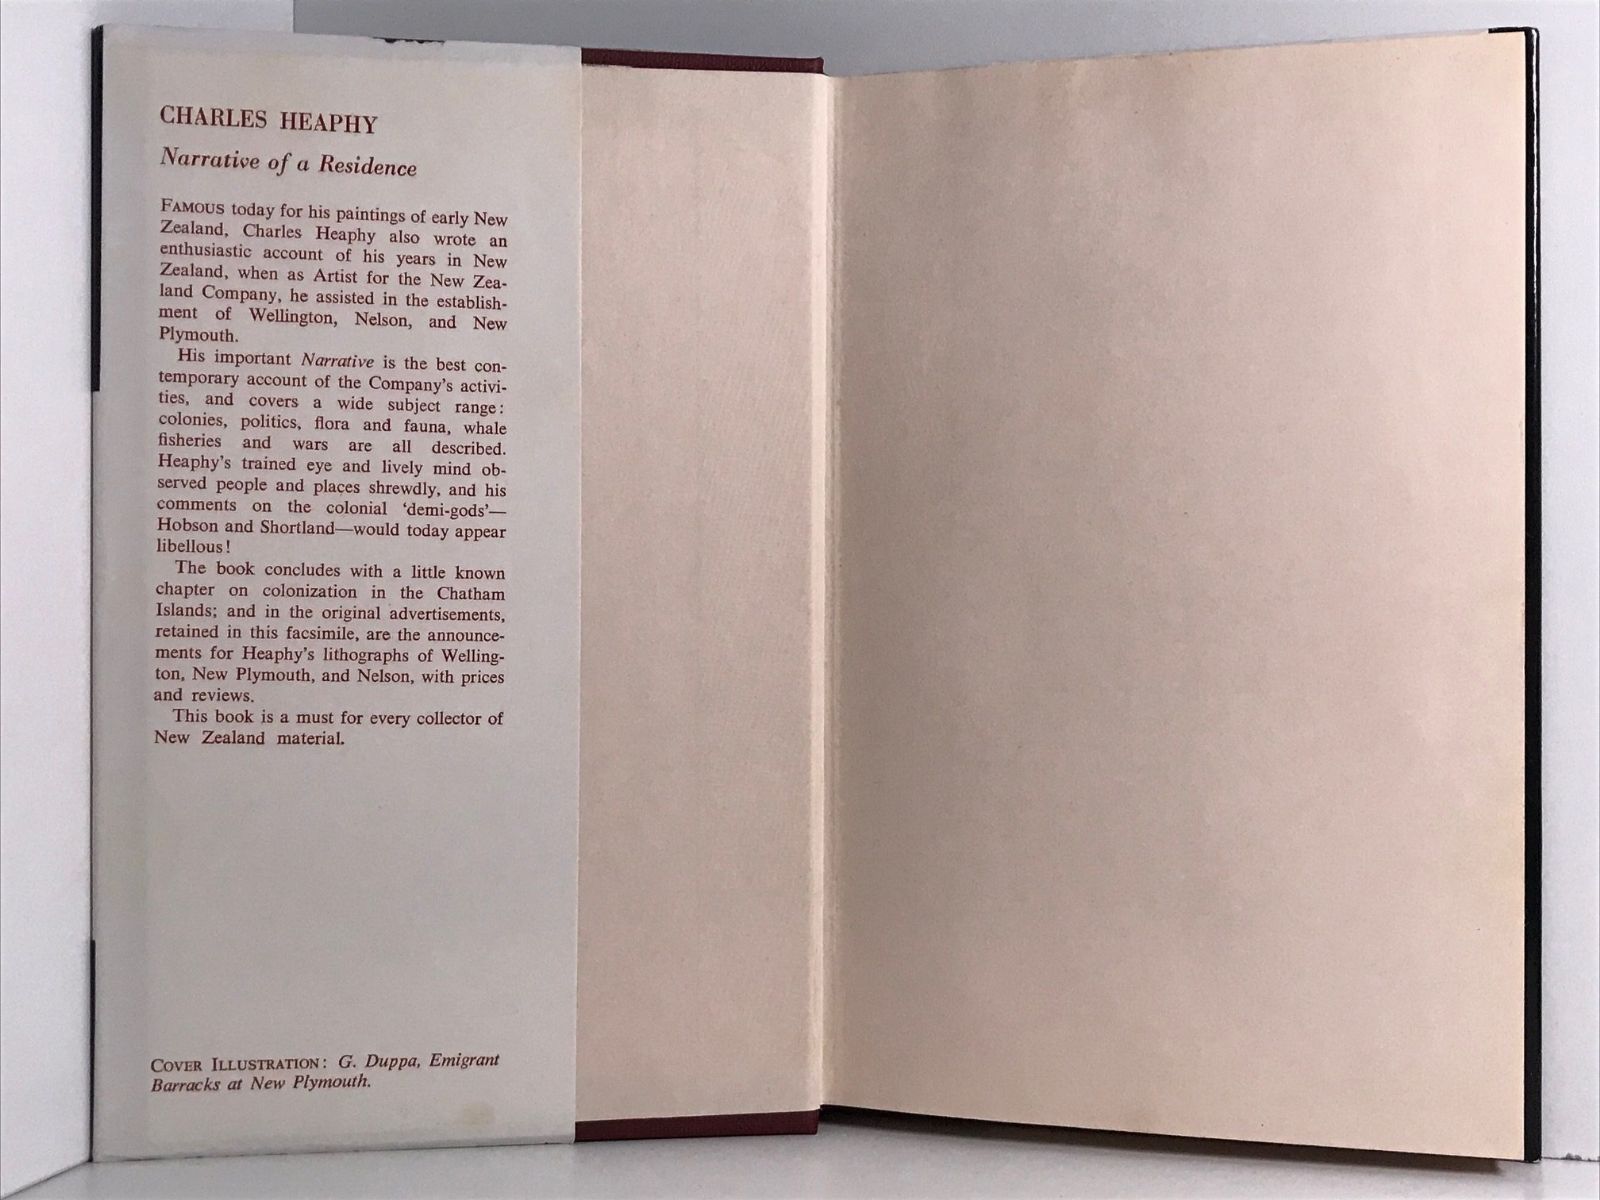 CHARLES HEAPHY
Narrative of a Residence
FAMOUS today for his paintings of early New
Zealand, Charles Heaphy also wrote an
enthusiastic account of his years in New
Zealand, when as Artist for the New Zea-
land Company, he assisted in the establish-
ment of Wellington, Nelson, and New
Plymouth.
His important Narrative is the best con-
temporary account of the Company's activi-
ties, and covers a wide subject range:
colonies, politics, flora and fauna, whale
fisheries and wars are all described.
Heaphy's trained eye and lively mind ob-
served people and places shrewdly, and his
comments on the colonial ‘demi-gods’—
Hobson and Shortland—would today appear
libellous!
The book concludes with a little known
chapter on colonization in the Chatham
Islands; and in the original advertisements,
retained in this facsimile, are the announce-
ments for Heaphy's lithographs of Welling-
ton, New Plymouth, and Nelson, with prices
and reviews.
This book is a must for every collector of
New Zealand material.
COVER ILLUSTRATION: G. Duppa, Emigrant
Barracks at New Plymouth.